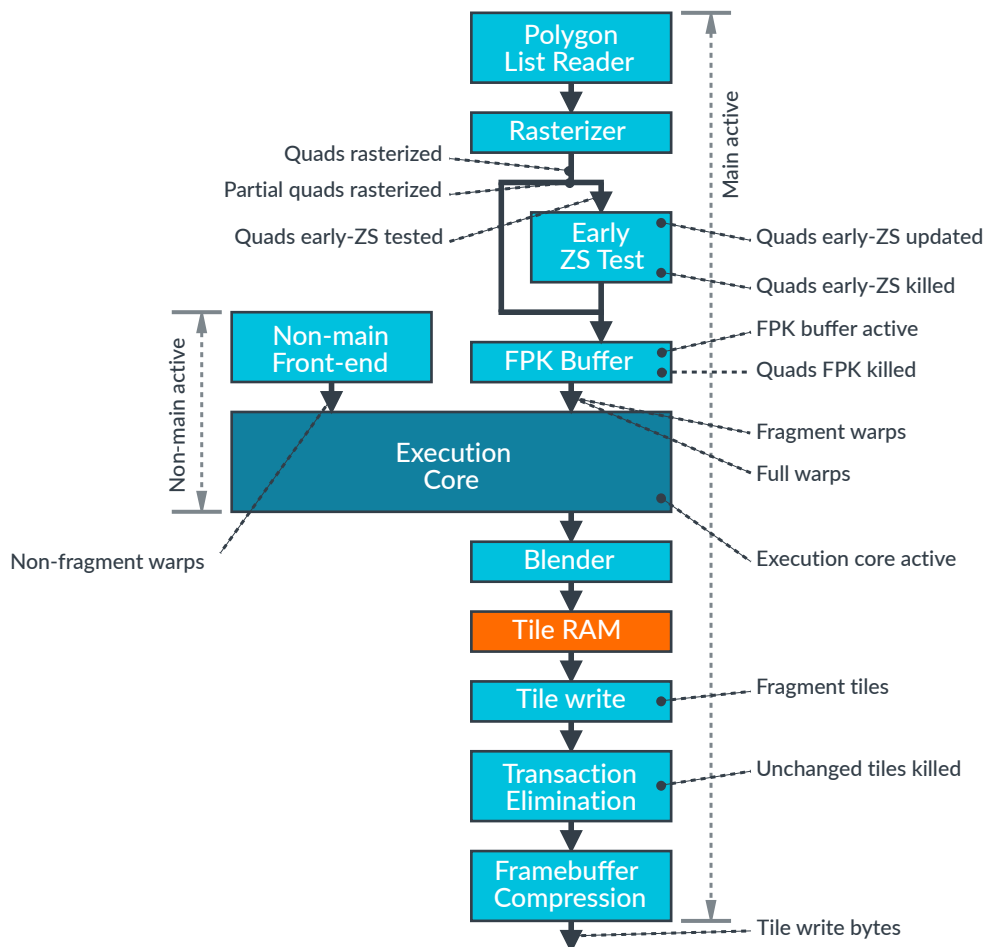 Polygon
List Reader
Rasterizer
Main active
Quads rasterized
Partial quads rasterized
Quads early-ZS tested
Early
ZS Test
Quads early-ZS updated
Quads early-ZS killed
Non-main
Front-end
Non-main active
FPK Buffer
FPK buffer active
Quads FPK killed
Fragment warps
Full warps
Execution
Core
Non-fragment warps
Execution core active
Blender
Tile RAM
Tile write
Fragment tiles
Transaction
Elimination
Unchanged tiles killed
Framebuffer
Compression
Tile write bytes